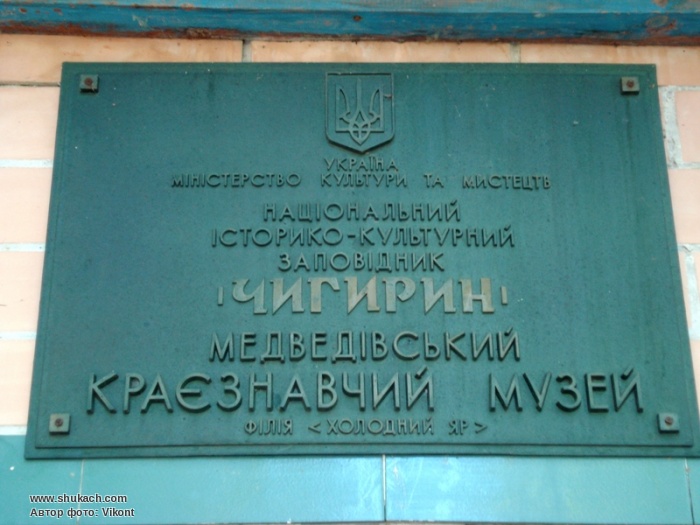 УКРАЇНА
МІНІСТЕРСТВО КУЛЬТУРИ ТА МИСТЕЦТВ
НАЦІОНАЛЬНИЙ
ІСТОРИКО-КУЛЬТУРНИЙ
ЗАПОВІДНИК
ЧИГИРИН
МЕДВЕДІВСЬКИЙ
КРАЄЗНАВЧИЙ МУЗЕЙ
ФІЛІЯ <ХОЛОДНИЙ ЯР>
www.shukach.com
Автор фото: Vikont